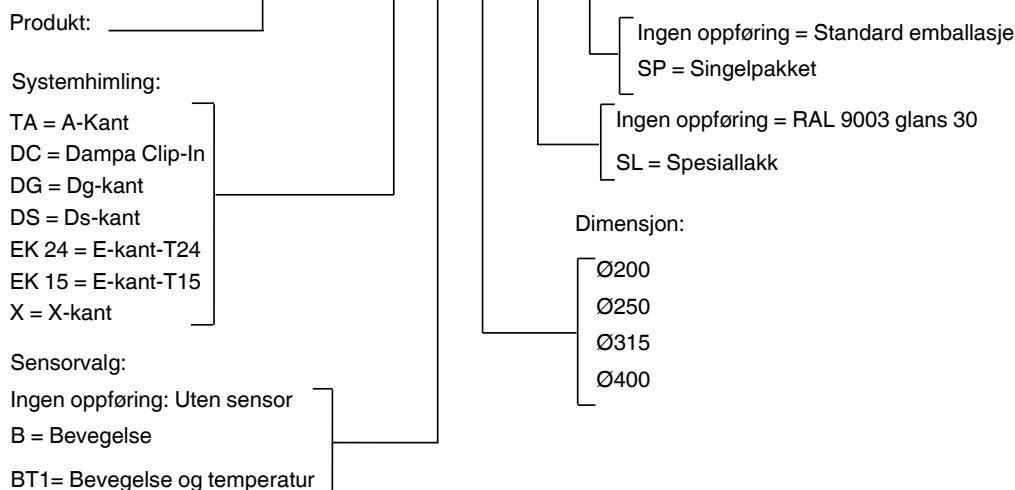 Produkt:
Systemhimling:
TA = A-Kant
DC = Dampa Clip-In
DG = Dg-kant
DS = Ds-kant
EK 24 = E-kant-T24
EK 15 = E-kant-T15
X = X-kant
Sensorvalg:
Ingen oppføring: Uten sensor
B = Bevegelse
BT1= Bevegelse og temperatur
Ingen oppføring = Standard emballasje
SP = Singelpakket
Ingen oppføring = RAL 9003 glans 30
SL = Spesiallakk
Dimensjon:
Ø200
Ø250
Ø315
Ø400